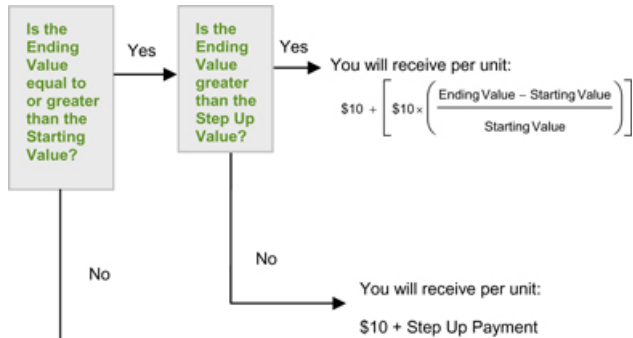 Is the
Ending
Value
equal to
or greater
than the
Starting
Value?
Yes
Is the
Ending
Value
greater
than the
Step Up
Value?
Yes
You will receive per unit:
$10 + [ $10 × ( Ending Value − Starting Value
Starting Value ) ]
No
No
You will receive per unit:
$10 + Step Up Payment